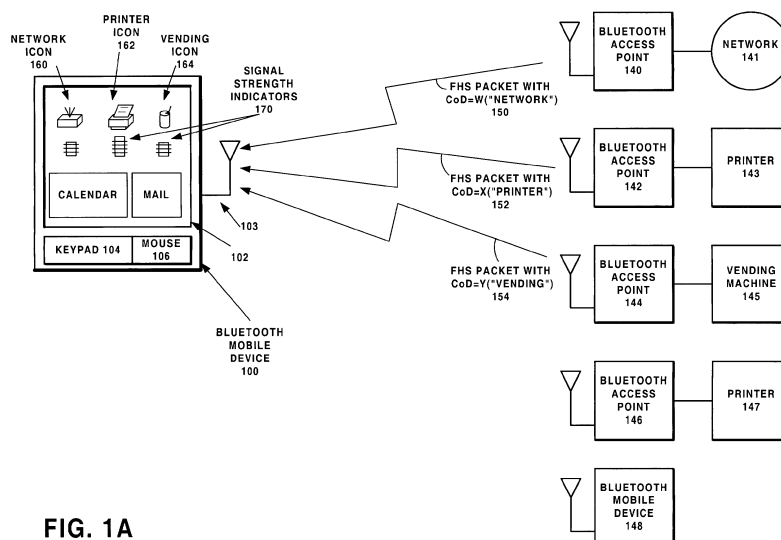 NETWORK
ICON
160
PRINTER
ICON
162
VENDING
ICON
164
SIGNAL
STRENGTH
INDICATORS
170
CALENDAR
MAIL
KEYPAD 104
MOUSE
106
103
102
BLUETOOTH
MOBILE
DEVICE
100
FHS PACKET WITH
CoD=W("NETWORK")
150
FHS PACKET WITH
CoD=X("PRINTER")
152
FHS PACKET WITH
CoD=Y("VENDING")
154
BLUETOOTH
ACCESS
POINT
140
NETWORK
141
BLUETOOTH
ACCESS
POINT
142
PRINTER
143
BLUETOOTH
ACCESS
POINT
144
VENDING
MACHINE
145
BLUETOOTH
ACCESS
POINT
146
PRINTER
147
BLUETOOTH
MOBILE
DEVICE
148
FIG. 1A